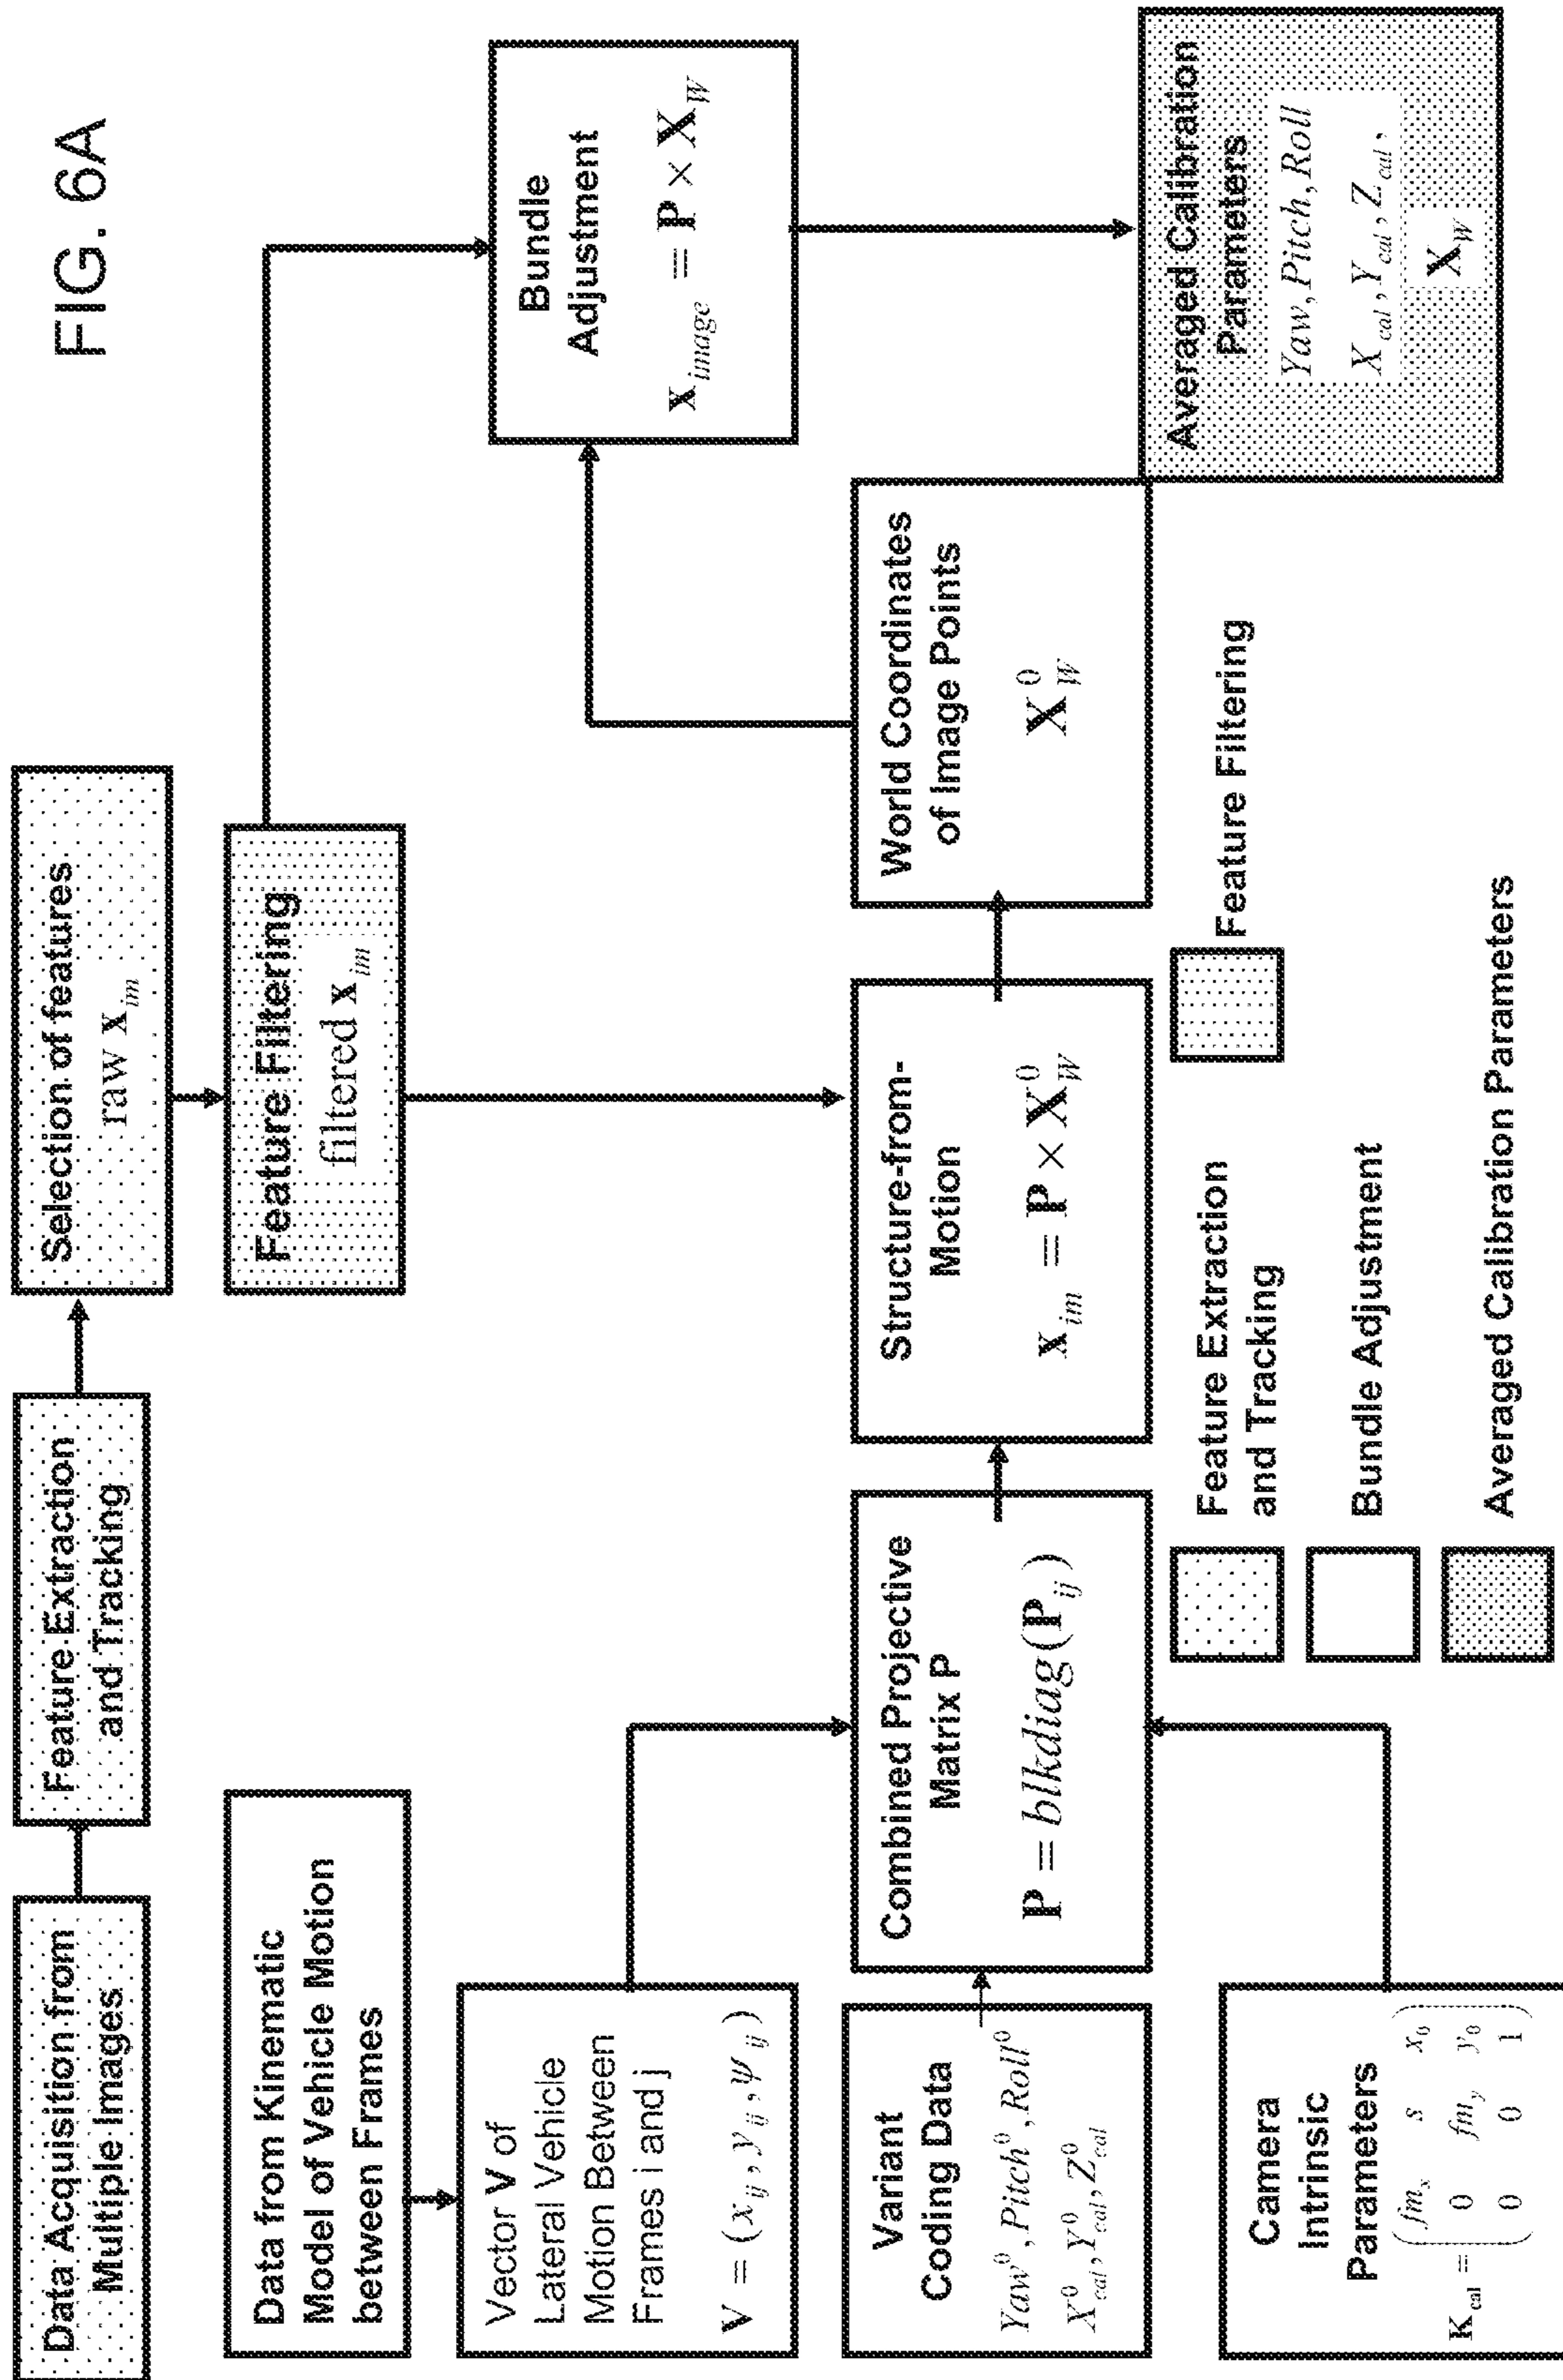 FIG. 6A
Data Acquisition from
Multiple Images
Feature Extraction
and Tracking
Selection of features
raw x_im
Feature Filtering
filtered x_im
Data from Kinematic
Model of Vehicle Motion
between Frames
Vector V of
Lateral Vehicle
Motion Between
Frames i and j
V = (x_ij, y_ij, ψ_ij)
Variant
Coding Data
Yaw^0, Pitch^0, Roll^0
X^0_cal, Y^0_cal, Z^0_cal
Camera
Intrinsic
Parameters
K_cal = ( fm_x s x_0
0 fm_y y_0
0 0 1 )
Combined Projective
Matrix P
P = blkdiag(P_ij)
Structure-from-
Motion
x_im = P × X^0_W
World Coordinates
of Image Points
X^0_W
Bundle
Adjustment
x_image = P × X_W
Averaged Calibration
Parameters
Yaw, Pitch, Roll
X_cal, Y_cal, Z_cal,
X_W
Feature Extraction
and Tracking
Feature Filtering
Bundle Adjustment
Averaged Calibration Parameters